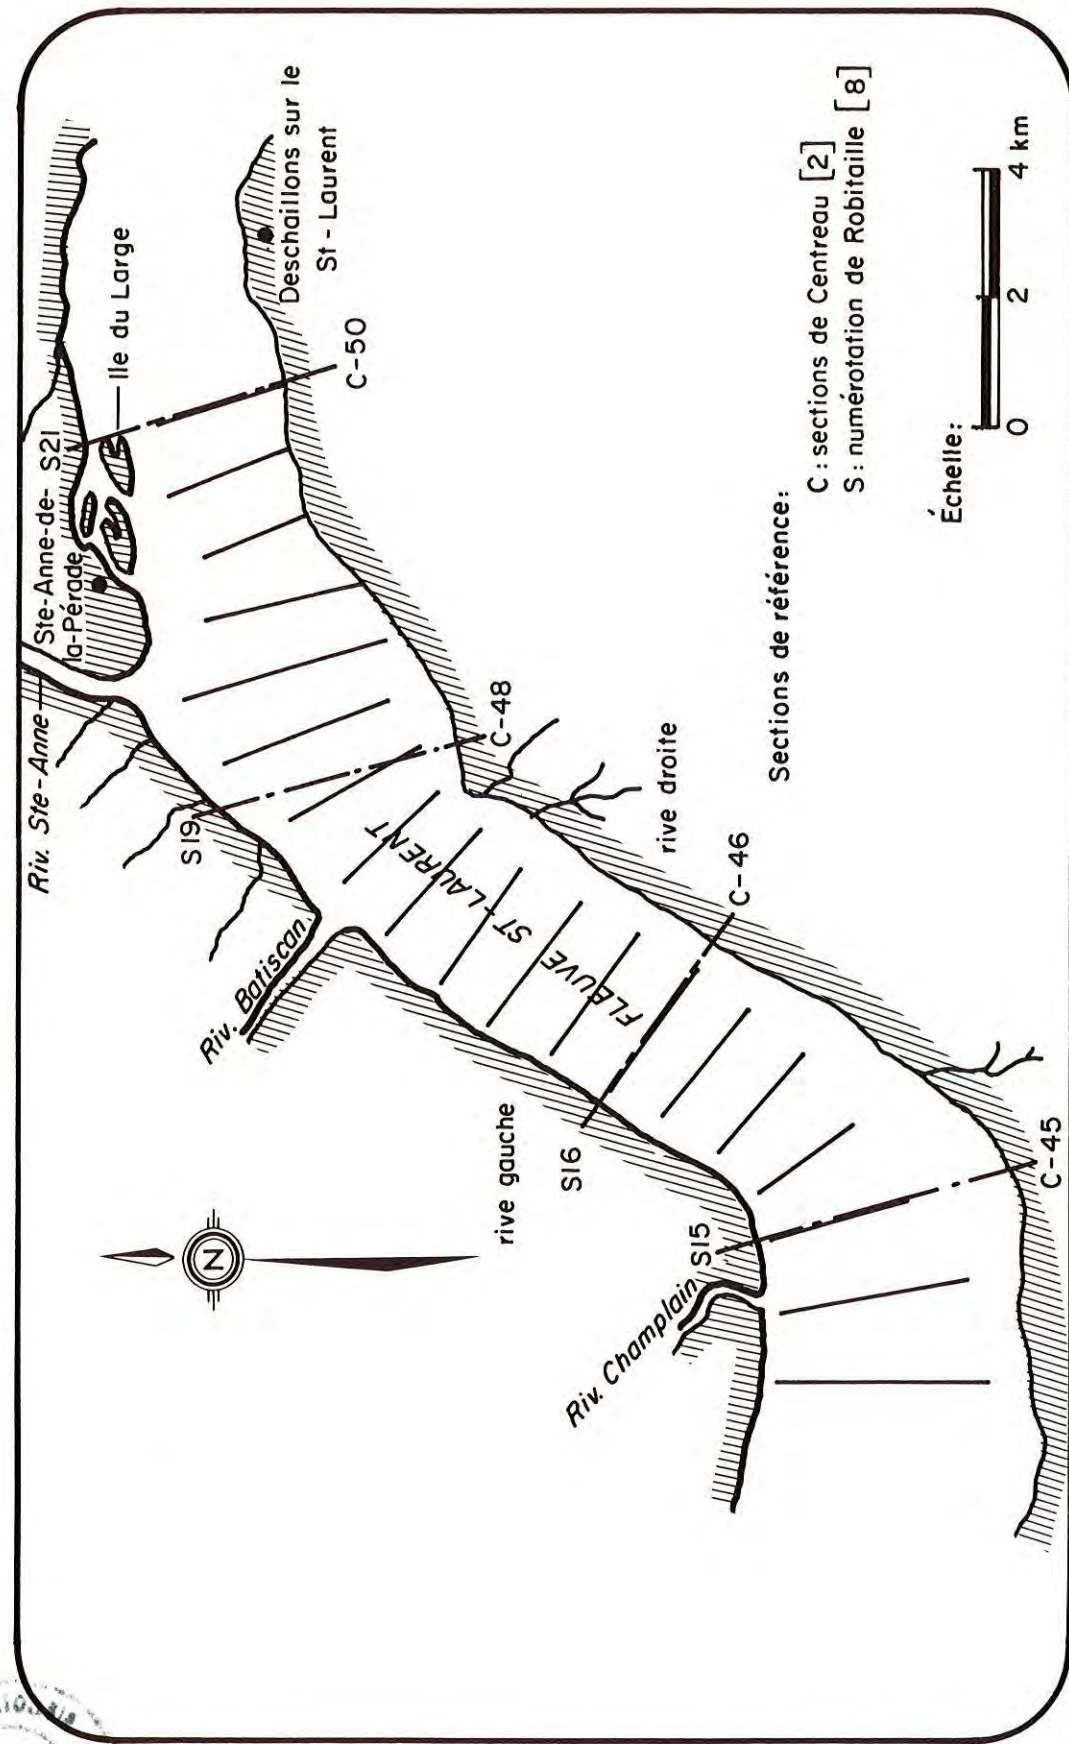 Riv. Ste-Anne
Ste-Anne-de-
la-Pérade
S21
Ile du Large
Deschaillons sur le
St-Laurent
C-50
S19
C-48
Riv. Batiscan
FLEUVE ST-LAURENT
rive gauche
rive droite
S16
C-46
Riv. Champlain
S15
C-45
N
Sections de référence:
C: sections de Centreau [2]
S: numérotation de Robitaille [8]
Échelle:
0 2 4 km